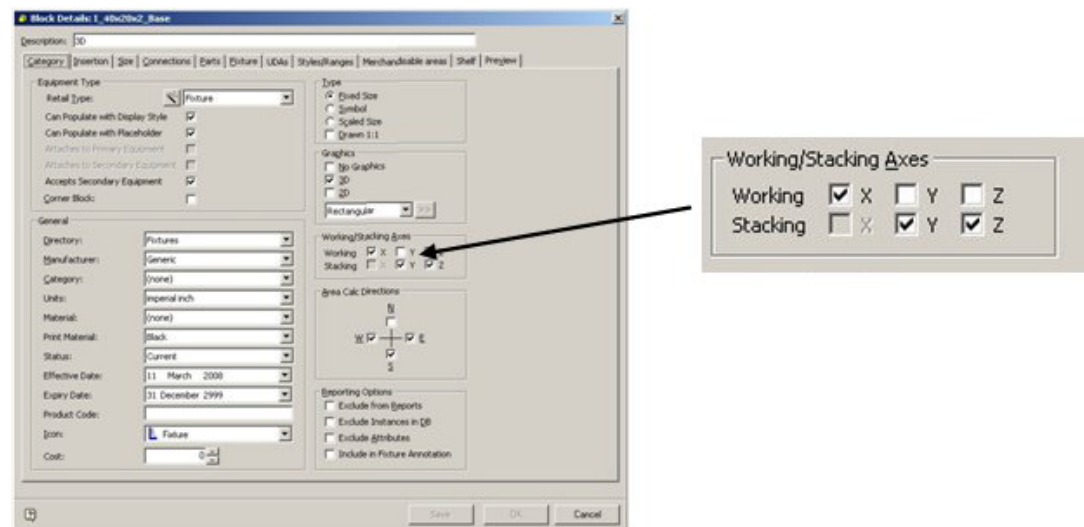 Block Details: I_40x20x2_Base
Description: 3D
Category Insertion Size Connections Parts Fixture UDAs Styles/Ranges Merchandisable areas Shelf Preview
Equipment Type
Retail Type: Fixture
Can Populate with Display Style
Can Populate with Placeholder
Attaches to Primary Equipment
Attaches to Secondary Equipment
Accepts Secondary Equipment
Corner Block:
General
Directory: Fixtures
Manufacturer: Generic
Category: (none)
Units: imperial inch
Material: (none)
Print Material: Black
Status: Current
Effective Date: 11 March 2008
Expiry Date: 31 December 2999
Product Code:
Icon: Fixture
Cost: 0
Type
Fixed Size
Symbol
Scaled Size
Drawn 1:1
Graphics
No Graphics
3D
2D
Rectangular >>
Working/Stacking Axes
Working X Y
Stacking X Y Z
Area Calc Directions
N
W E
S
Reporting Options
Exclude from Reports
Exclude Instances in DB
Exclude Attributes
Include in Fixture Annotation
Save OK Cancel
Working/Stacking Axes
Working X Y Z
Stacking X Y Z